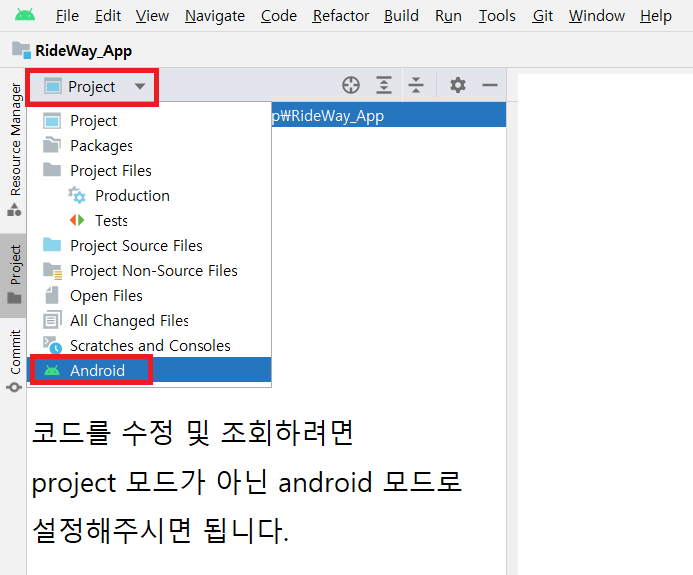 File Edit View Navigate Code Refactor Build Run Tools Git Window Help
RideWay_App
Resource Manager
Project
Commit
Project
p₩RideWay_App
Project
Packages
Project Files
Production
Tests
Project Source Files
Project Non-Source Files
Open Files
All Changed Files
Scratches and Consoles
Android
코드를 수정 및 조회하려면
project 모드가 아닌 android 모드로
설정해주시면 됩니다.